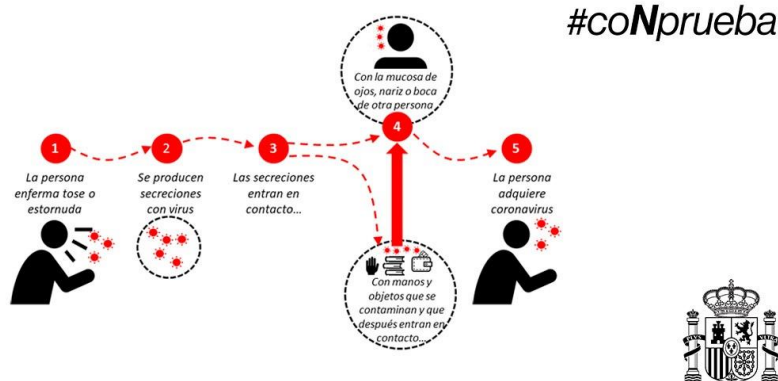 #coNprueba
1
La persona
enferma tose o
estornuda
2
Se producen
secreciones
con virus
3
Las secreciones
entran en
contacto...
Con la mucosa de
ojos, nariz o boca
de otra persona
4
Con manos y
objetos que se
contaminan y que
después entran en
contacto...
5
La persona
adquiere
coronavirus